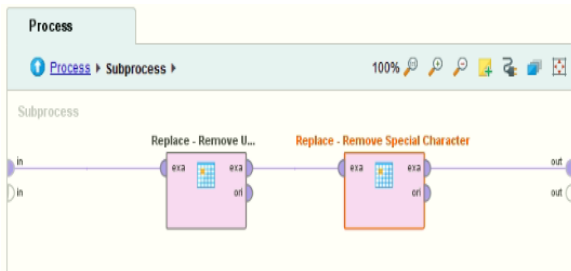 Process
Process ▸ Subprocess ▸
100%
Subprocess
Replace - Remove U...
Replace - Remove Special Character
in
exa
exa
exa
exa
out
in
ori
ori
out